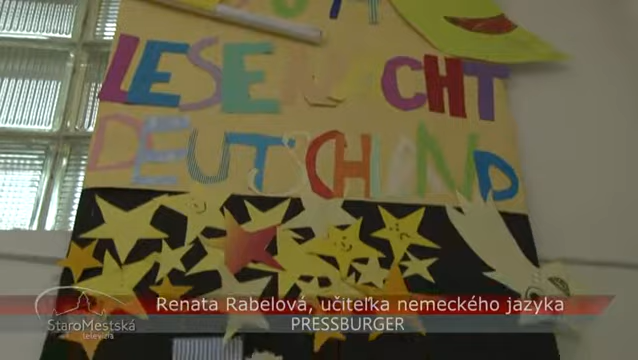 LESENACHT
DEUTSCHLAND
Renata Rabelová, učiteľka nemeckého jazyka
PRESSBURGER
StaroMestská
televízia